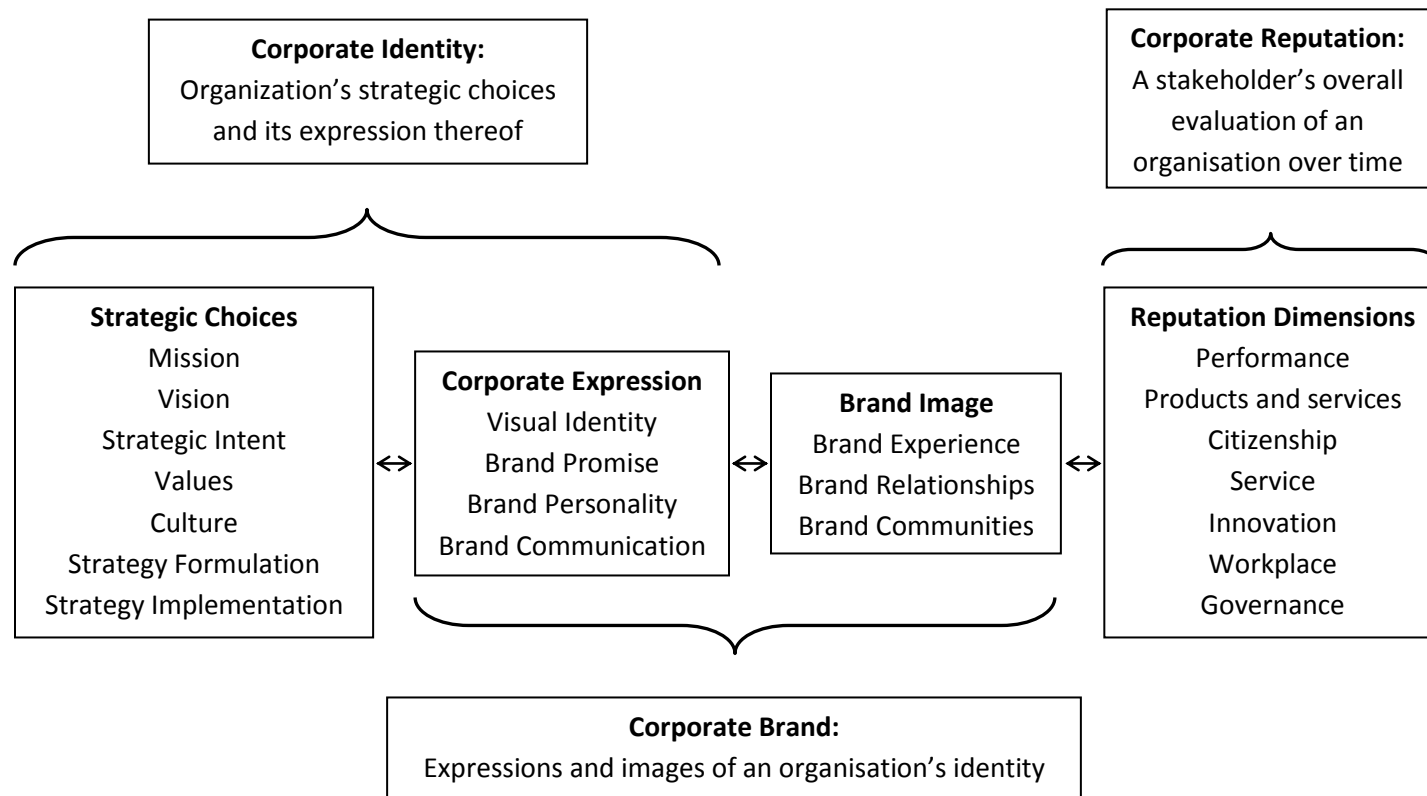 Corporate Identity:
Organization’s strategic choices
and its expression thereof
Corporate Reputation:
A stakeholder’s overall
evaluation of an
organisation over time
Strategic Choices
Mission
Vision
Strategic Intent
Values
Culture
Strategy Formulation
Strategy Implementation
Corporate Expression
Visual Identity
Brand Promise
Brand Personality
Brand Communication
Brand Image
Brand Experience
Brand Relationships
Brand Communities
Reputation Dimensions
Performance
Products and services
Citizenship
Service
Innovation
Workplace
Governance
Corporate Brand:
Expressions and images of an organisation’s identity